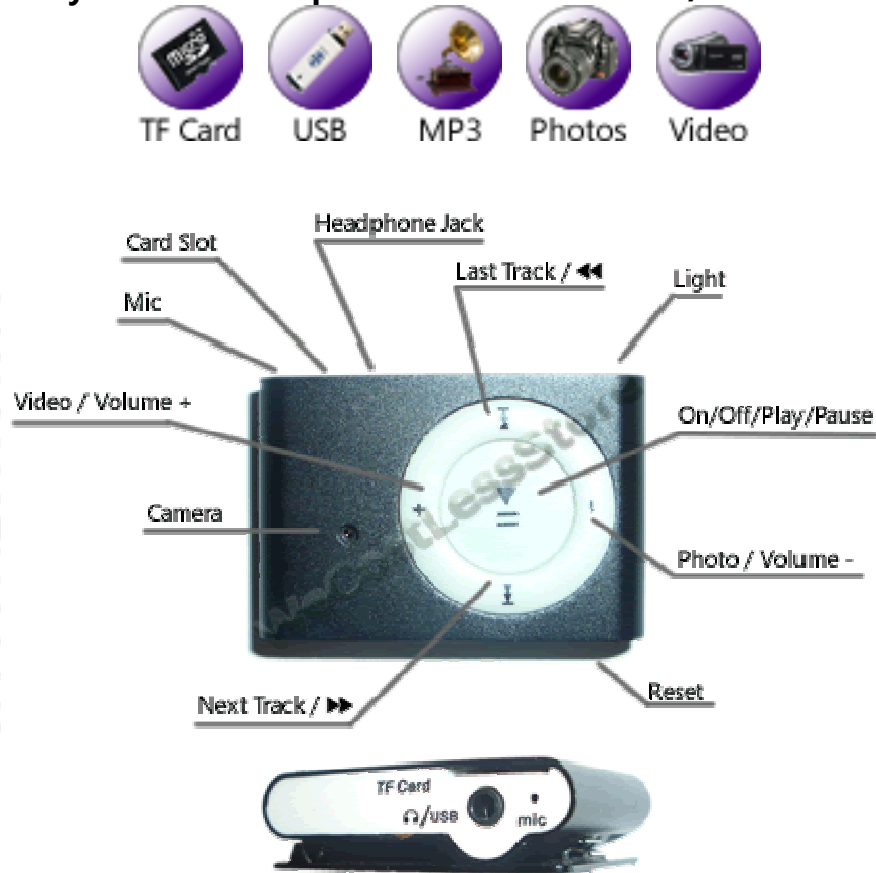 TF Card USB MP3 Photos Video
Headphone Jack
Card Slot
Last Track / ⏪
Light
Mic
Video / Volume +
On/Off/Play/Pause
Camera
Photo / Volume -
Reset
Next Track / ⏩
TF Card
/USB
mic